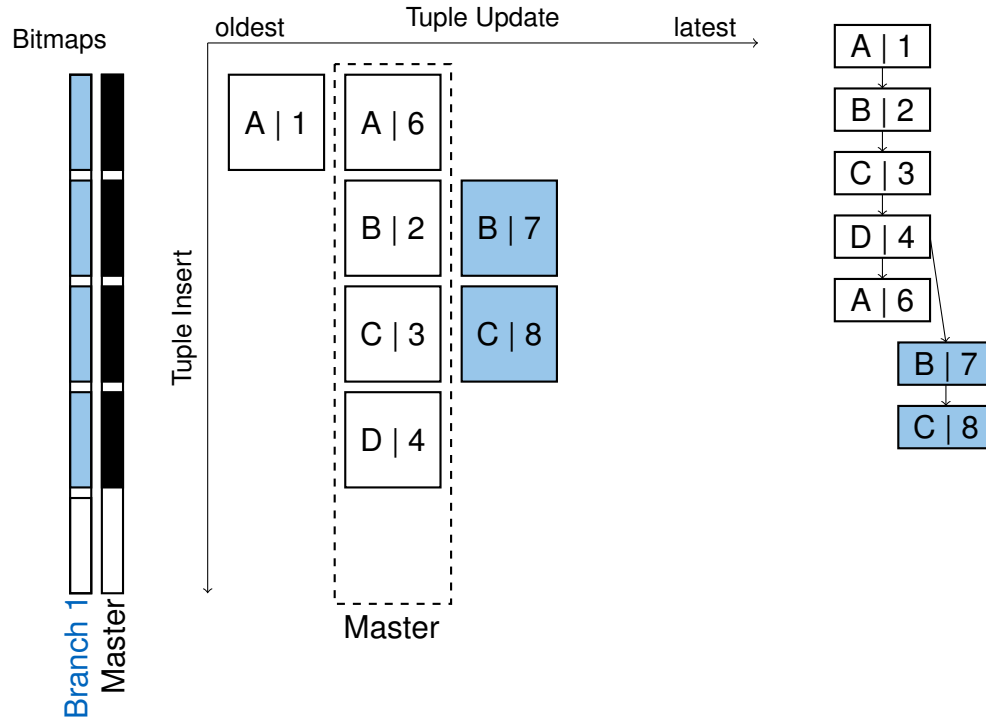 Tuple Update
Bitmaps
oldest
latest
Tuple Insert
A | 1
A | 6
B | 2
B | 7
C | 3
C | 8
D | 4
Master
Branch 1
Master
A | 1
B | 2
C | 3
D | 4
A | 6
B | 7
C | 8